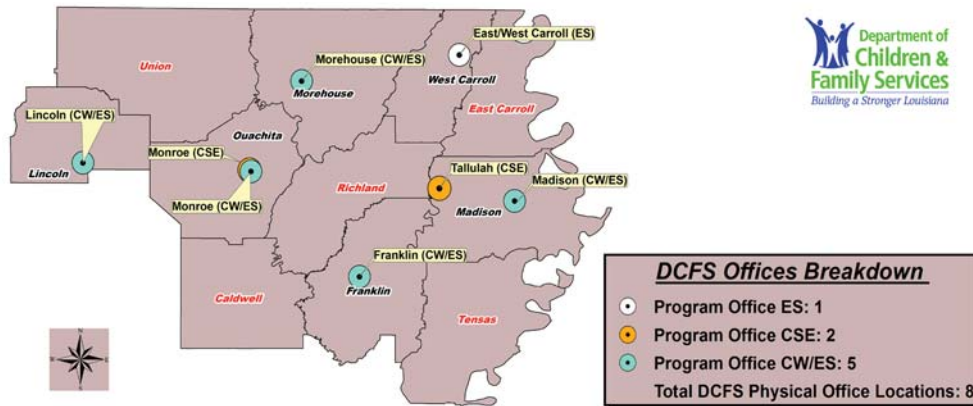 East/West Carroll (ES)
Department of
Children &
Family Services
Building a Stronger Louisiana
Union
Morehouse (CW/ES)
West Carroll
Morehouse
East Carroll
Lincoln (CW/ES)
Ouachita
Monroe (CSE)
Lincoln
Tallulah (CSE)
Richland
Madison (CW/ES)
Monroe (CW/ES)
Madison
Franklin (CW/ES)
Franklin
Caldwell
Tensas
DCFS Offices Breakdown
Program Office ES: 1
Program Office CSE: 2
Program Office CW/ES: 5
Total DCFS Physical Office Locations: 8
N
E
S
W